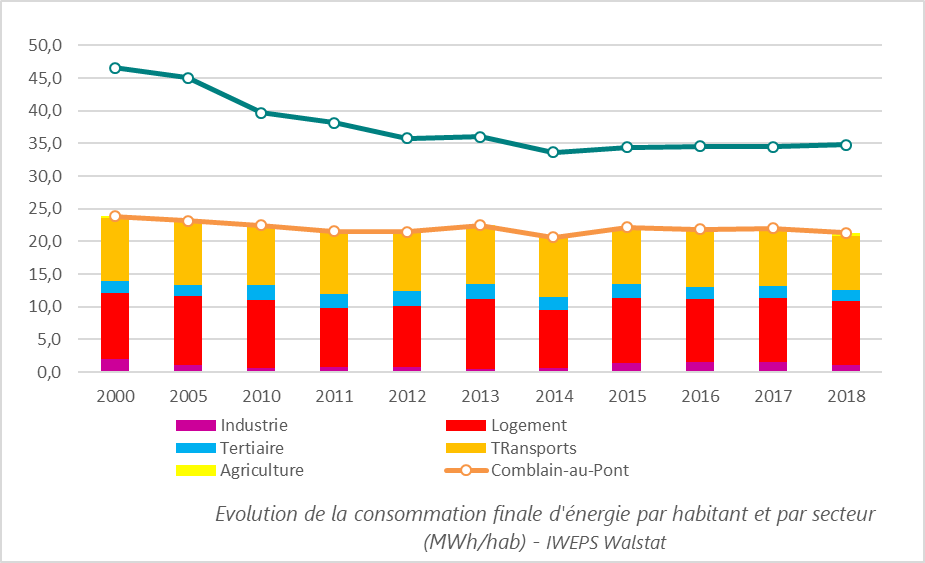 50,0
45,0
40,0
35,0
30,0
25,0
20,0
15,0
10,0
5,0
0,0
2000 2005 2010 2011 2012 2013 2014 2015 2016 2017 2018
Industrie Logement
Tertiaire TRansports
Agriculture Comblain-au-Pont
Evolution de la consommation finale d'énergie par habitant et par secteur
(MWh/hab) - IWEPS Walstat